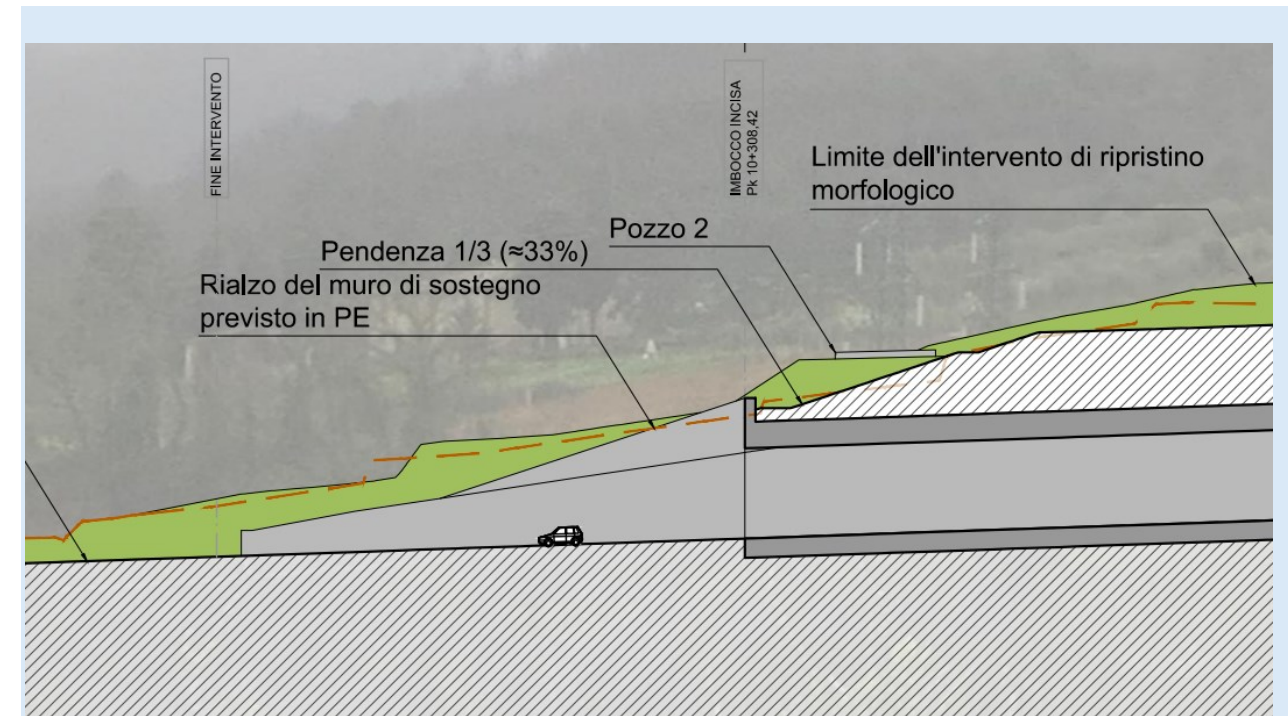 FINE INTERVENTO
IMBOCCO INCISA
Pk 10+308,42
Limite dell'intervento di ripristino
morfologico
Pozzo 2
Pendenza 1/3 (≈33%)
Rialzo del muro di sostegno
previsto in PE